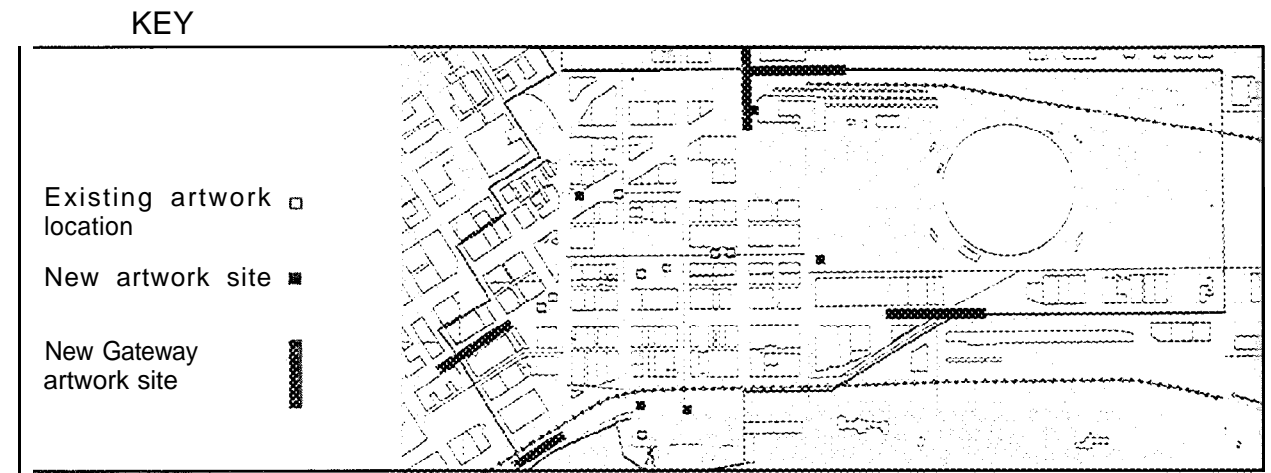 KEY
Existing artwork
location
New artwork site
New Gateway
artwork site